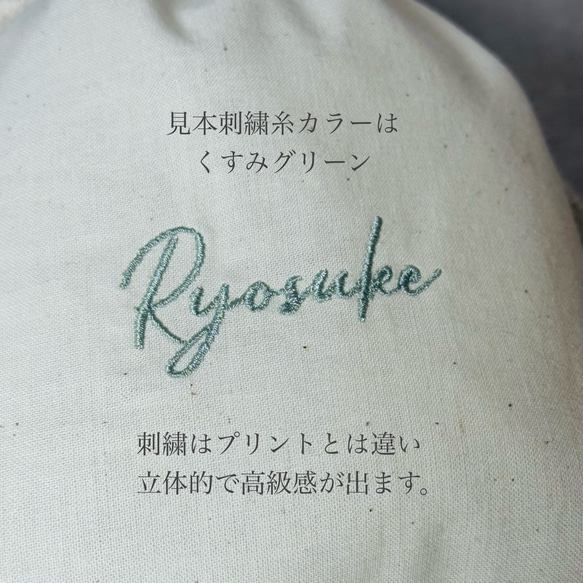 見本刺繍糸カラーは
くすみグリーン
Ryosuke
刺繍はプリントとは違い
立体的で高級感が出ます。